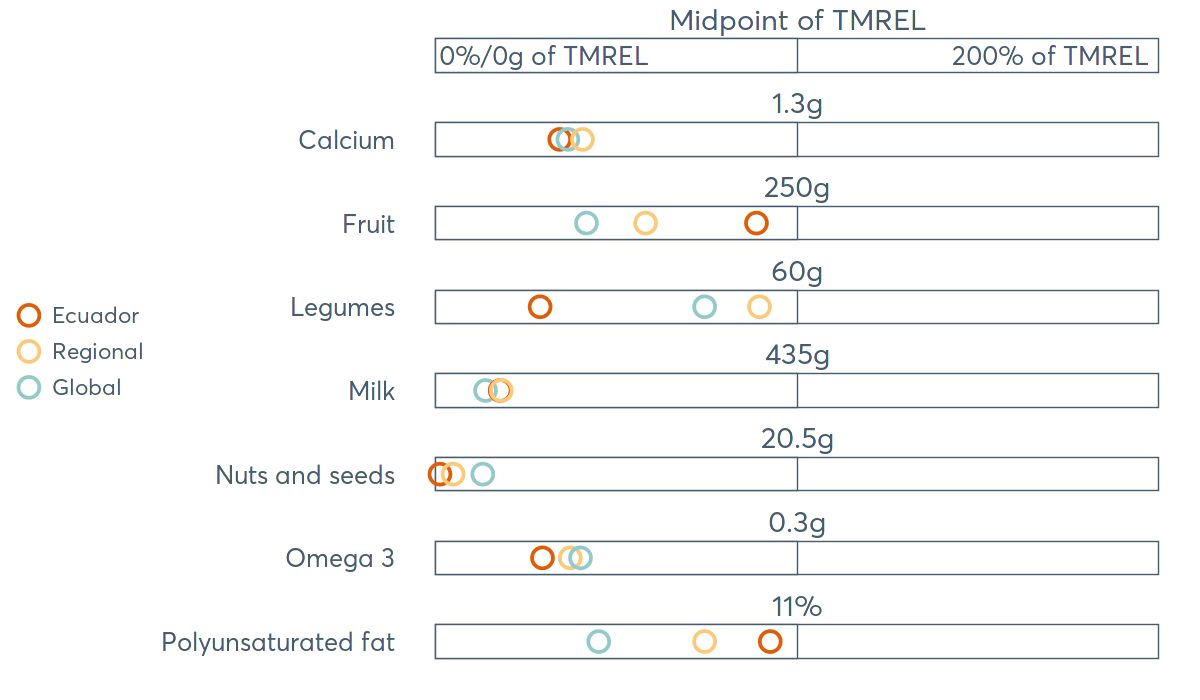 Midpoint of TMREL
0%/0g of TMREL
200% of TMREL
1.3g
Calcium
250g
Fruit
60g
Legumes
Ecuador
Regional
Global
435g
Milk
20.5g
Nuts and seeds
0.3g
Omega 3
11%
Polyunsaturated fat